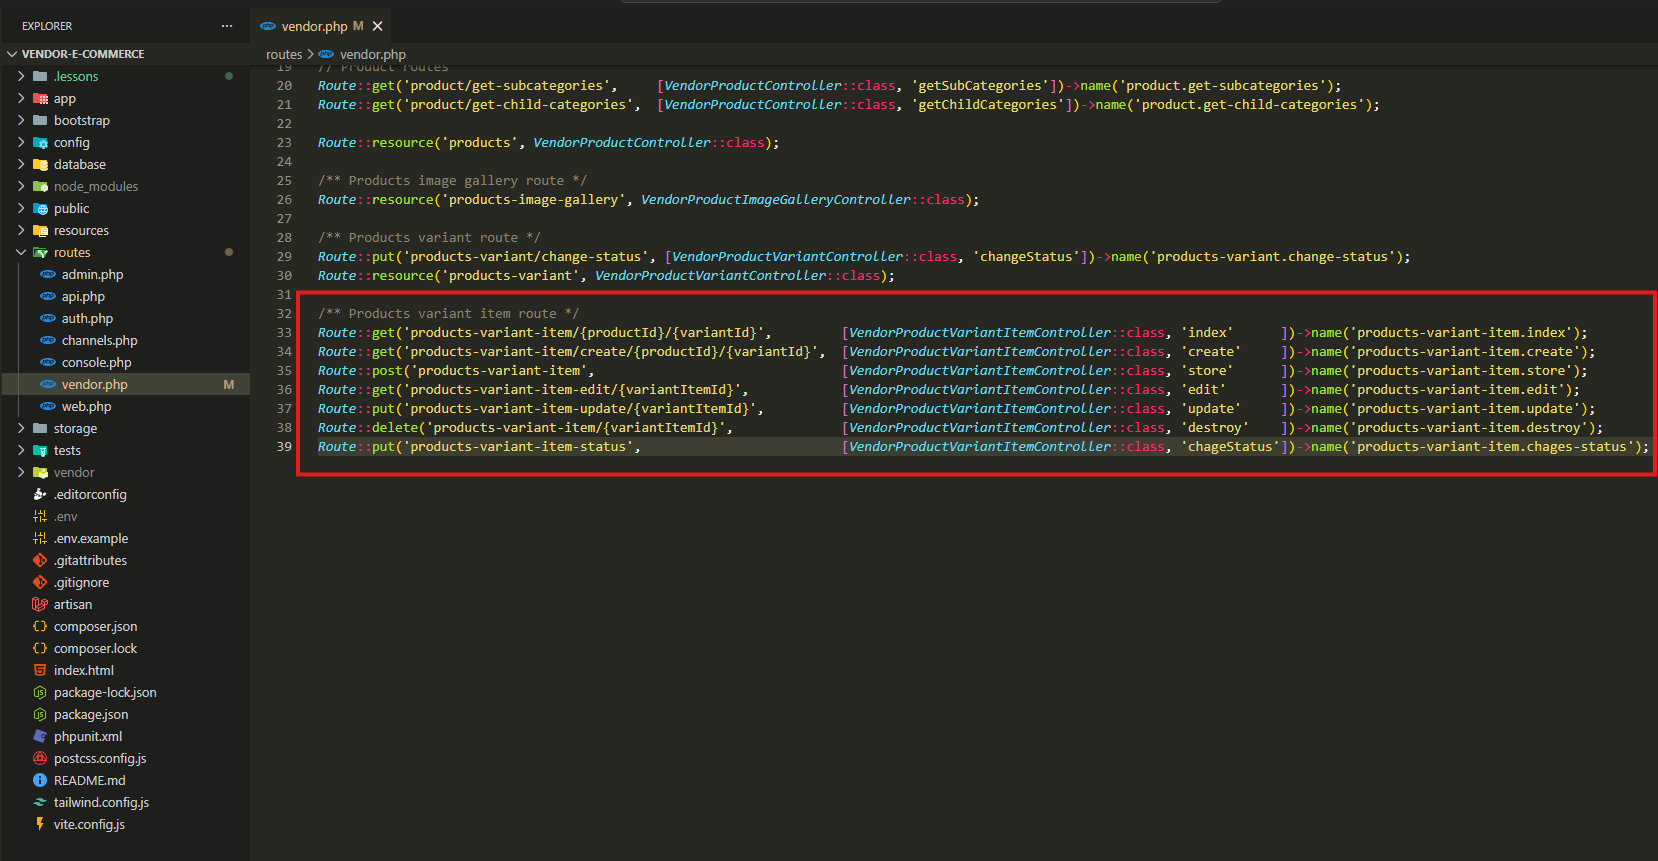 EXPLORER
···
vendor.php M
VENDOR-E-COMMERCE
.lessons
app
bootstrap
config
database
node_modules
public
resources
routes
admin.php
api.php
auth.php
channels.php
console.php
vendor.php M
web.php
storage
tests
vendor
.editorconfig
.env
.env.example
.gitattributes
.gitignore
artisan
composer.json
composer.lock
index.html
package-lock.json
package.json
phpunit.xml
postcss.config.js
README.md
tailwind.config.js
vite.config.js
routes > vendor.php
19 // Product routes
20 Route::get('product/get-subcategories', [VendorProductController::class, 'getSubCategories'])->name('product.get-subcategories');
21 Route::get('product/get-child-categories', [VendorProductController::class, 'getChildCategories'])->name('product.get-child-categories');
22
23 Route::resource('products', VendorProductController::class);
24
25 /** Products image gallery route */
26 Route::resource('products-image-gallery', VendorProductImageGalleryController::class);
27
28 /** Products variant route */
29 Route::put('products-variant/change-status', [VendorProductVariantController::class, 'changeStatus'])->name('products-variant.change-status');
30 Route::resource('products-variant', VendorProductVariantController::class);
31
32 /** Products variant item route */
33 Route::get('products-variant-item/{productId}/{variantId}', [VendorProductVariantItemController::class, 'index' ])->name('products-variant-item.index');
34 Route::get('products-variant-item/create/{productId}/{variantId}', [VendorProductVariantItemController::class, 'create' ])->name('products-variant-item.create');
35 Route::post('products-variant-item', [VendorProductVariantItemController::class, 'store' ])->name('products-variant-item.store');
36 Route::get('products-variant-item-edit/{variantItemId}', [VendorProductVariantItemController::class, 'edit' ])->name('products-variant-item.edit');
37 Route::put('products-variant-item-update/{variantItemId}', [VendorProductVariantItemController::class, 'update' ])->name('products-variant-item.update');
38 Route::delete('products-variant-item/{variantItemId}', [VendorProductVariantItemController::class, 'destroy' ])->name('products-variant-item.destroy');
39 Route::put('products-variant-item-status', [VendorProductVariantItemController::class, 'chageStatus'])->name('products-variant-item.chages-status');